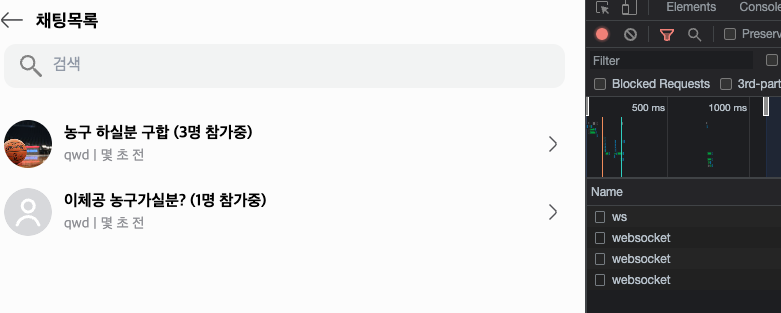 채팅목록
검색
농구 하실분 구합 (3명 참가중)
qwd | 몇 초 전
이체공 농구가실분? (1명 참가중)
qwd | 몇 초 전
Elements Console
Preserv
Filter
Blocked Requests 3rd-part
500 ms 1000 ms
Name
ws
websocket
websocket
websocket